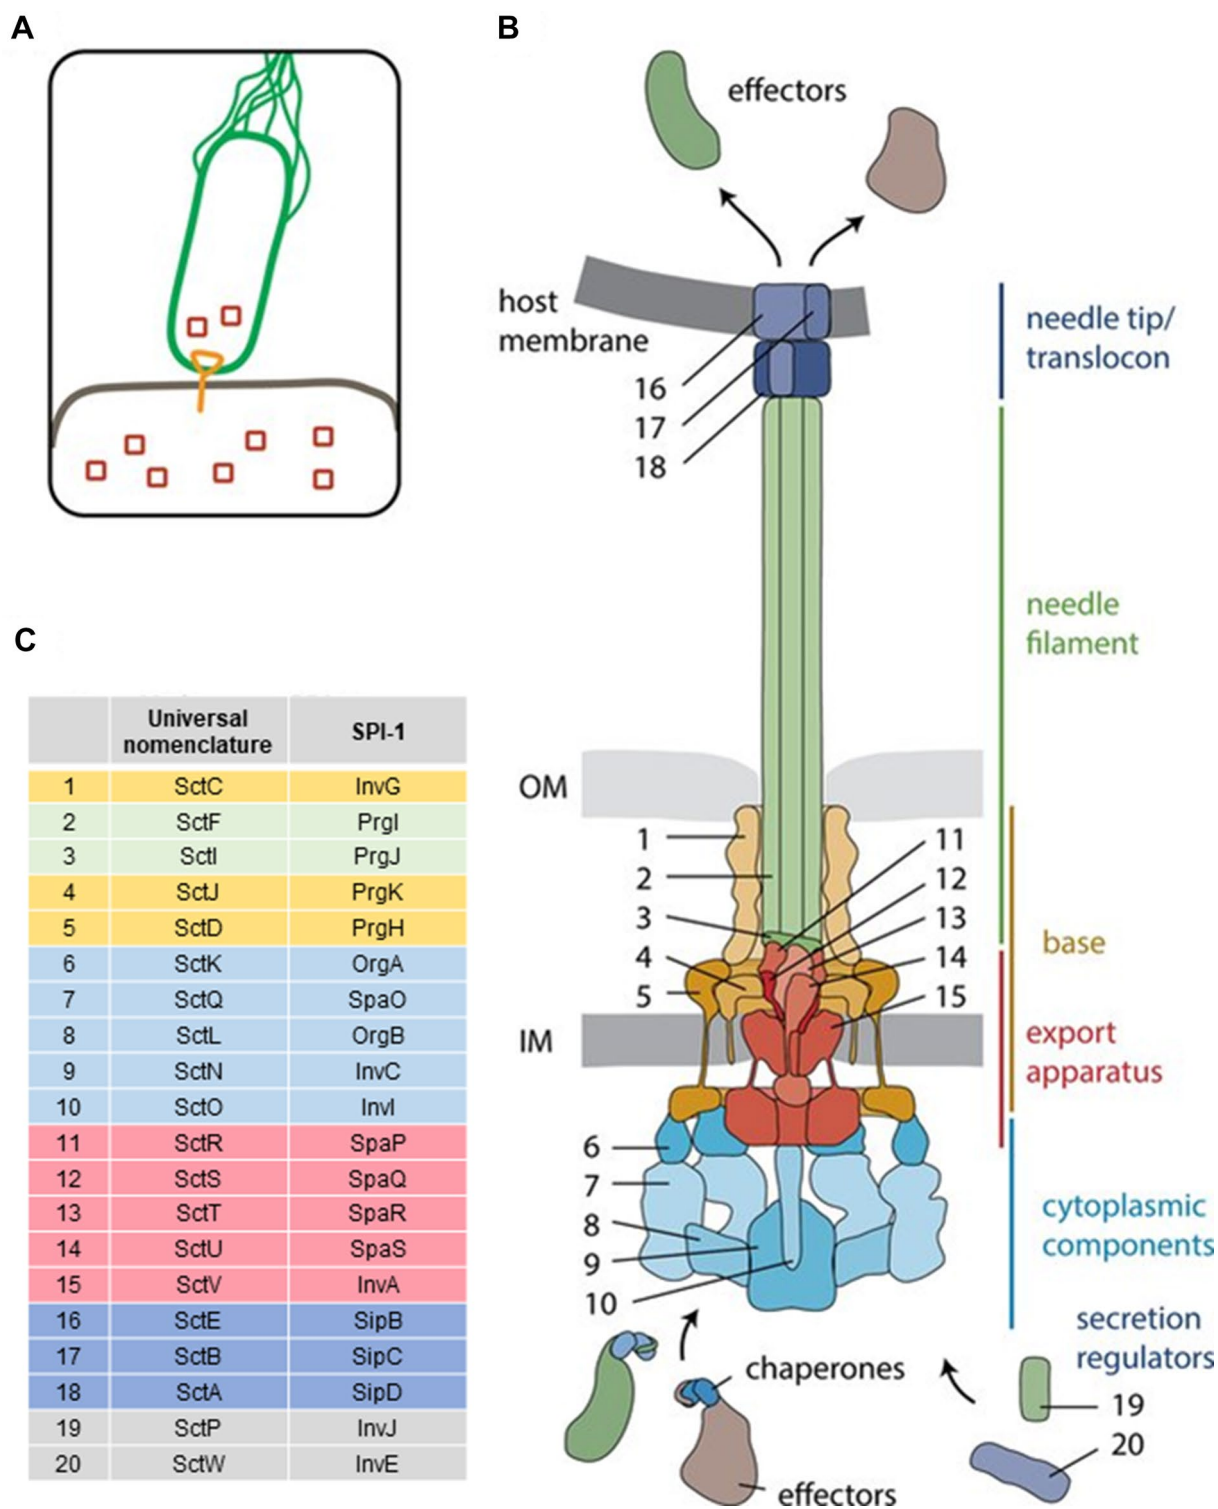 A
B
effectors
host
membrane
16
17
18
needle tip/
translocon
needle
filament
OM
1
2
3
4
5
11
12
13
14
15
base
IM
export
apparatus
6
7
8
9
10
cytoplasmic
components
secretion
regulators
chaperones
19
20
effectors
C
Universal
nomenclature
SPI-1
1 SctC InvG
2 SctF PrgI
3 SctI PrgJ
4 SctJ PrgK
5 SctD PrgH
6 SctK OrgA
7 SctQ SpaO
8 SctL OrgB
9 SctN InvC
10 SctO InvI
11 SctR SpaP
12 SctS SpaQ
13 SctT SpaR
14 SctU SpaS
15 SctV InvA
16 SctE SipB
17 SctB SipC
18 SctA SipD
19 SctP InvJ
20 SctW InvE